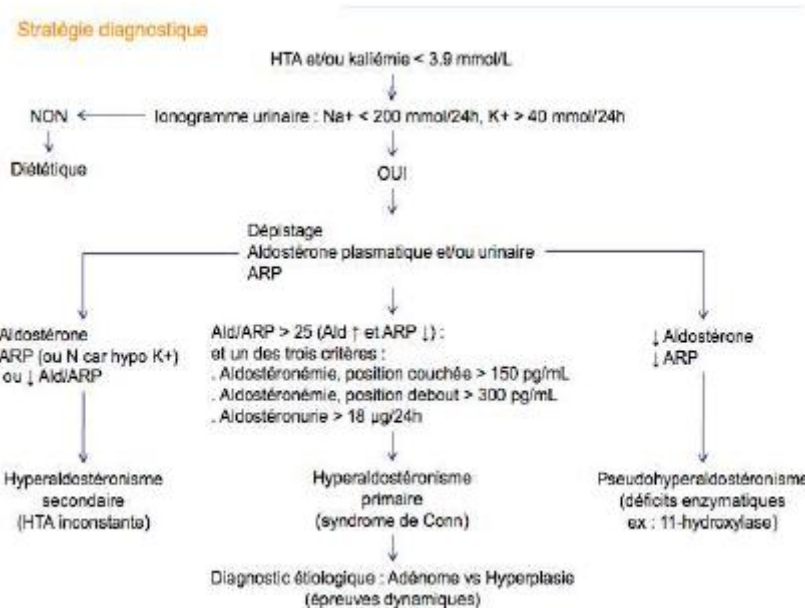 Stratégie diagnostique
HTA et/ou kaliémie < 3.9 mmol/L
NON
Ionogramme urinaire : Na+ < 200 mmol/24h, K+ > 40 mmol/24h
Diététique
OUI
Dépistage
Aldostérone plasmatique et/ou urinaire
ARP
Aldostérone
ARP (ou N car hypo K+)
ou ↓ Ald/ARP
Ald/ARP > 25 (Ald ↑ et ARP ↓) :
et un des trois critères :
. Aldostéronémie, position couchée > 150 pg/mL
. Aldostéronémie, position debout > 300 pg/mL
. Aldostéronurie > 18 µg/24h
↓ Aldostérone
↓ ARP
Hyperaldostéronisme
secondaire
(HTA inconstante)
Hyperaldostéronisme
primaire
(syndrome de Conn)
Pseudohyperaldostéronisme
(déficits enzymatiques
ex : 11-hydroxylase)
Diagnostic étiologique : Adénome vs Hyperplasie
(épreuves dynamiques)